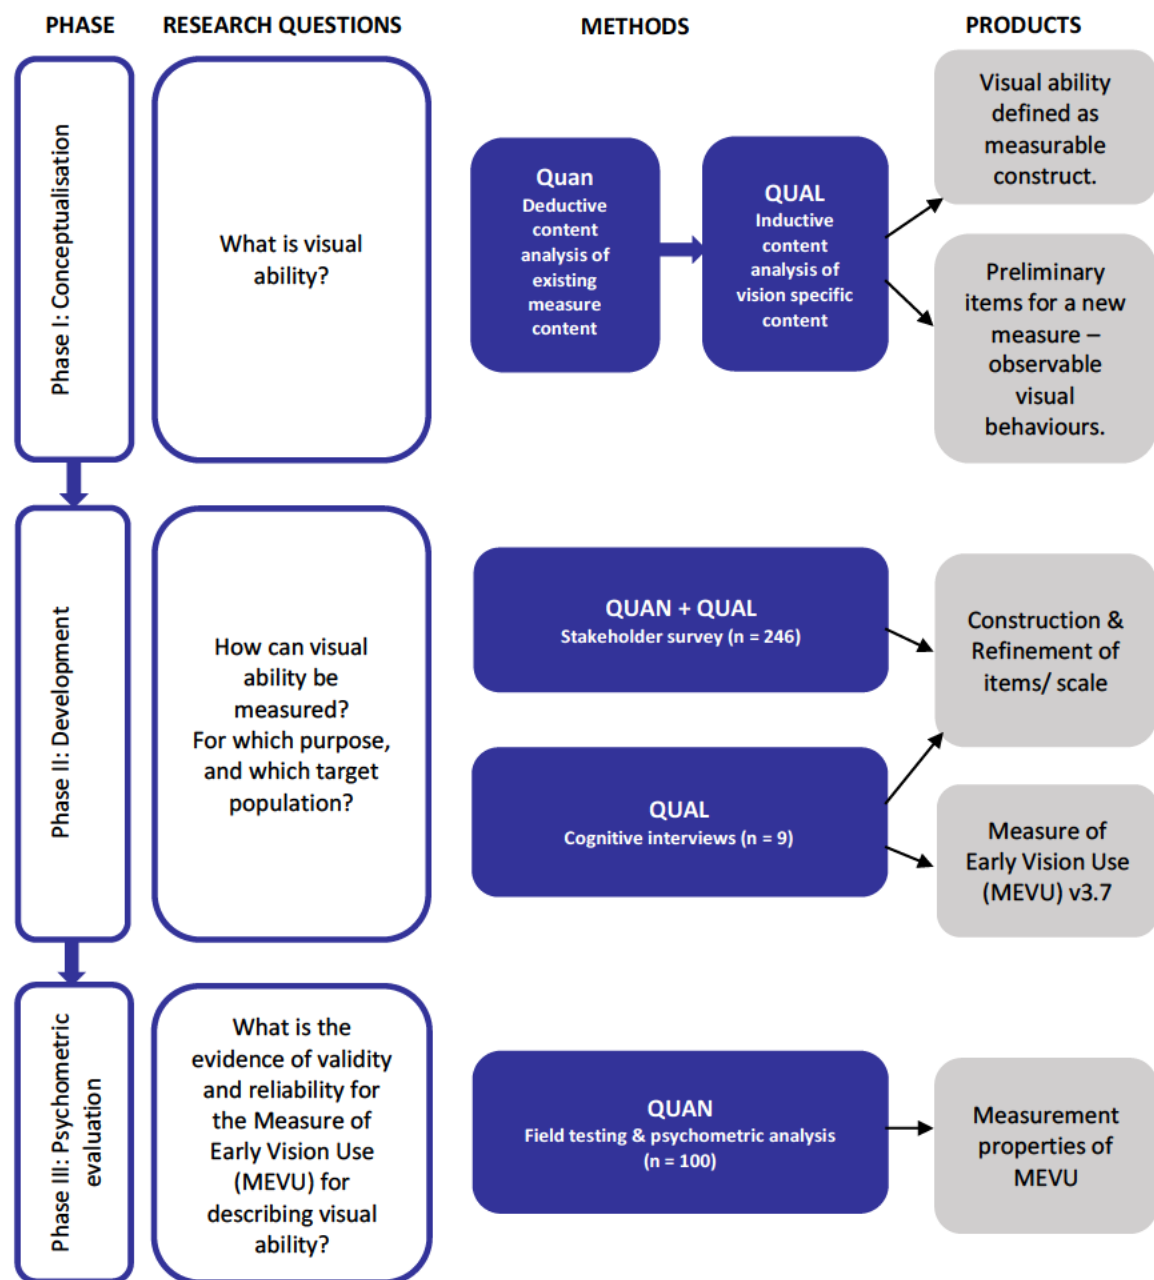 PHASE
RESEARCH QUESTIONS
METHODS
PRODUCTS
Phase I: Conceptualisation
What is visual
ability?
Quan
Deductive
content
analysis of
existing
measure
content
QUAL
Inductive
content
analysis of
vision specific
content
Visual ability
defined as
measurable
construct.
Preliminary
items for a new
measure –
observable
visual
behaviours.
Phase II: Development
How can visual
ability be
measured?
For which purpose,
and which target
population?
QUAN + QUAL
Stakeholder survey (n = 246)
QUAL
Cognitive interviews (n = 9)
Construction &
Refinement of
items/ scale
Measure of
Early Vision Use
(MEVU) v3.7
Phase III: Psychometric
evaluation
What is the
evidence of validity
and reliability for
the Measure of
Early Vision Use
(MEVU) for
describing visual
ability?
QUAN
Field testing & psychometric analysis
(n = 100)
Measurement
properties of
MEVU